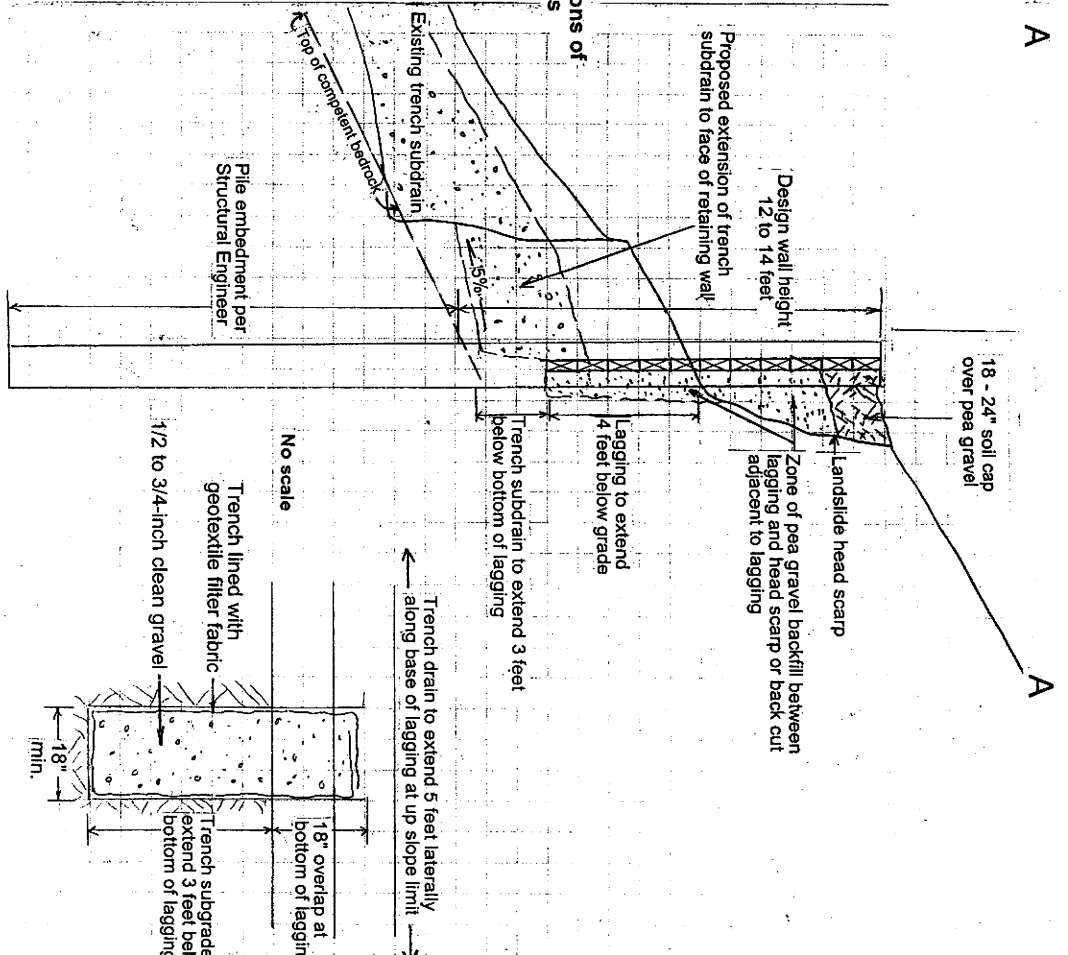 A
A
ons of
s
Proposed extension of trench
subdrain to face of retaining wall
Design wall height
12 to 14 feet
18 - 24" soil cap
over pea gravel
Existing trench subdrain
Top of competent bedrock
5%
Pile embedment per
Structural Engineer
Landslide head scarp
Zone of pea gravel backfill between
lagging and head scarp or back cut
adjacent to lagging
Lagging to extend
4 feet below grade
Trench subdrain to extend 3 feet
below bottom of lagging
No scale
Trench drain to extend 5 feet laterally
along base of lagging at up slope limit
Trench lined with
geotextile filter fabric
1/2 to 3/4-inch clean gravel
18"
min.
18" overlap at
bottom of laggin
Trench subgrade
extend 3 feet bel
bottom of lagging